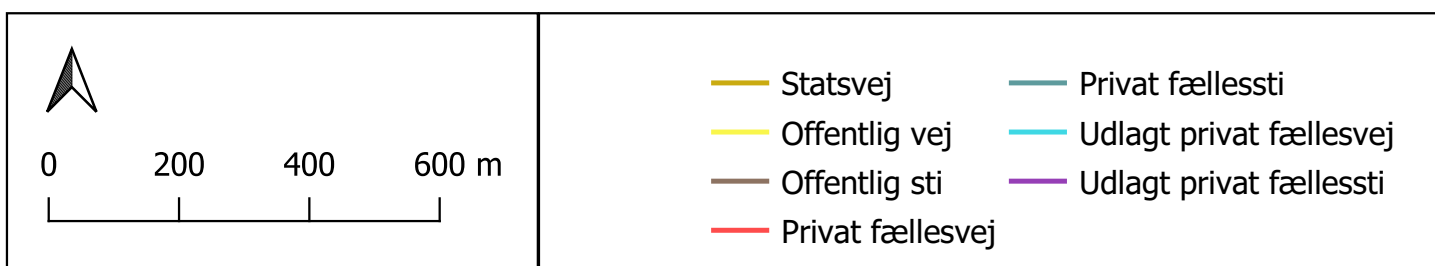 0 200 400 600 m
Statsvej
Offentlig vej
Offentlig sti
Privat fællesvej
Privat fællessti
Udlagt privat fællesvej
Udlagt privat fællessti